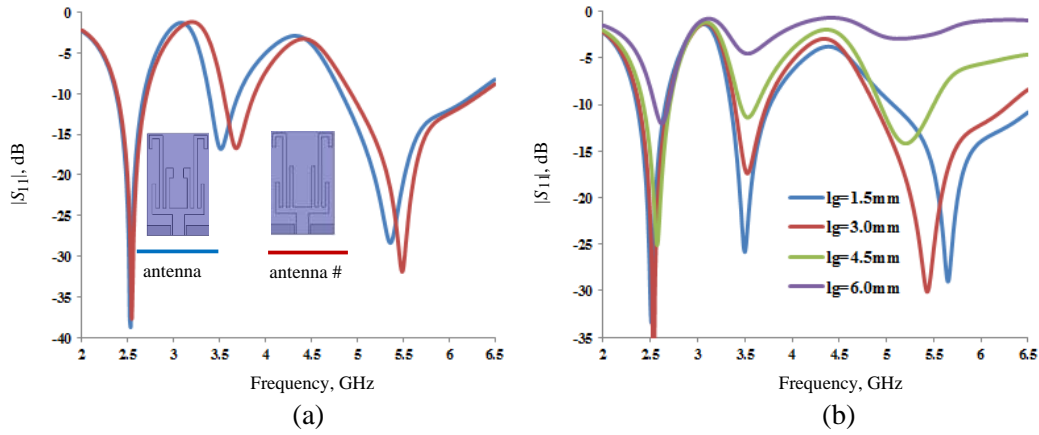 0
-5
-10
-15
-20
-25
-30
-35
-40
|S11|, dB
antenna
antenna #
2 2.5 3 3.5 4 4.5 5 5.5 6 6.5
Frequency, GHz
(a)
0
-5
-10
-15
-20
-25
-30
-35
|S11|, dB
lg=1.5mm
lg=3.0mm
lg=4.5mm
lg=6.0mm
2 2.5 3 3.5 4 4.5 5 5.5 6 6.5
Frequency, GHz
(b)